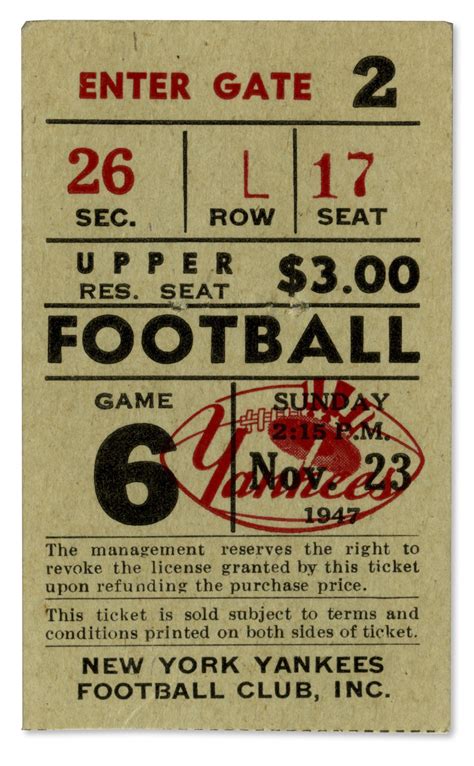 ENTER GATE 2
26 L 17
SEC. ROW SEAT
UPPER $3.00
RES. SEAT
FOOTBALL
GAME
6
SUNDAY
2:15 P.M.
Yankees
Nov. 23
1947
The management reserves the right to
revoke the license granted by this ticket
upon refunding the purchase price.
This ticket is sold subject to terms and
conditions printed on both sides of ticket.
NEW YORK YANKEES
FOOTBALL CLUB, INC.